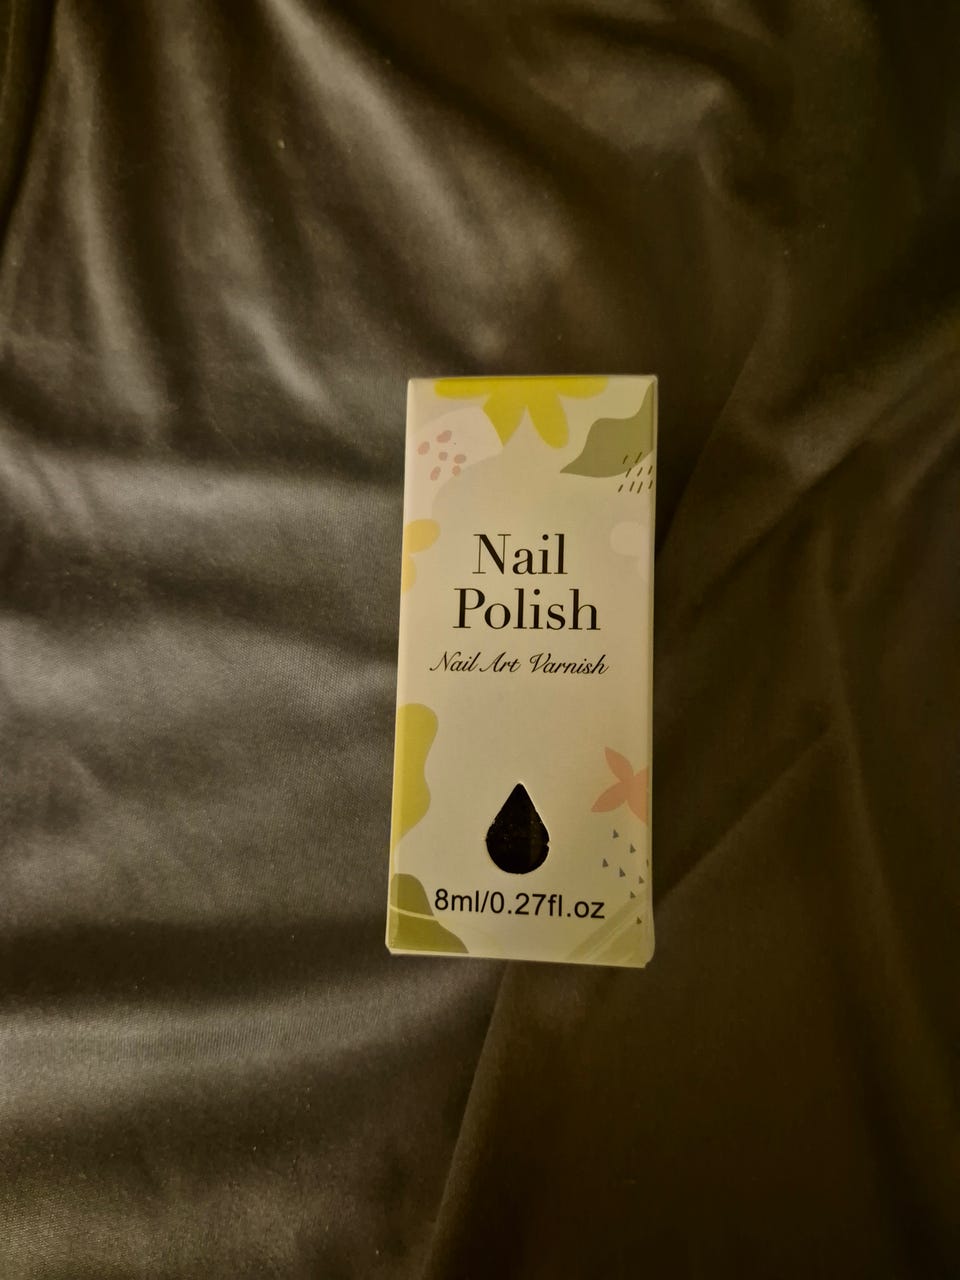 Nail
Polish
Nail Art Varnish
8ml/0.27fl.oz